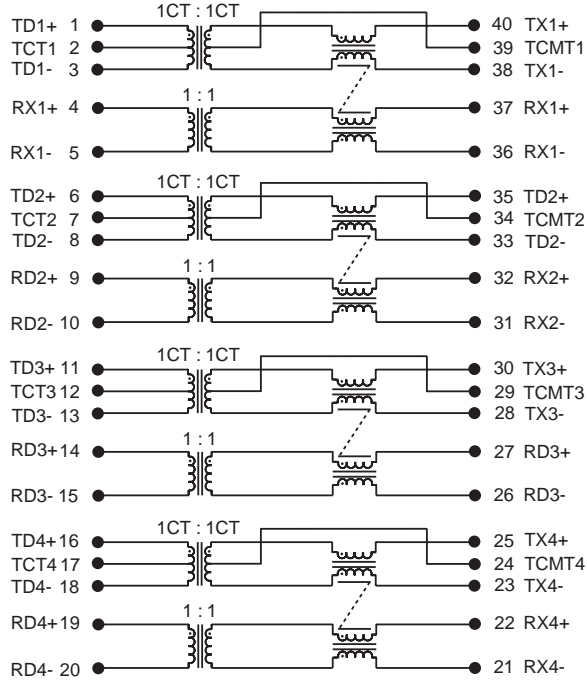 1CT : 1CT
TD1+ 1 40 TX1+
TCT1 2 39 TCMT1
TD1- 3 38 TX1-
1 : 1
RX1+ 4 37 RX1+
RX1- 5 36 RX1-
1CT : 1CT
TD2+ 6 35 TD2+
TCT2 7 34 TCMT2
TD2- 8 33 TD2-
1 : 1
RD2+ 9 32 RX2+
RD2- 10 31 RX2-
1CT : 1CT
TD3+ 11 30 TX3+
TCT3 12 29 TCMT3
TD3- 13 28 TX3-
1 : 1
RD3+ 14 27 RD3+
RD3- 15 26 RD3-
1CT : 1CT
TD4+ 16 25 TX4+
TCT4 17 24 TCMT4
TD4- 18 23 TX4-
1 : 1
RD4+ 19 22 RX4+
RD4- 20 21 RX4-